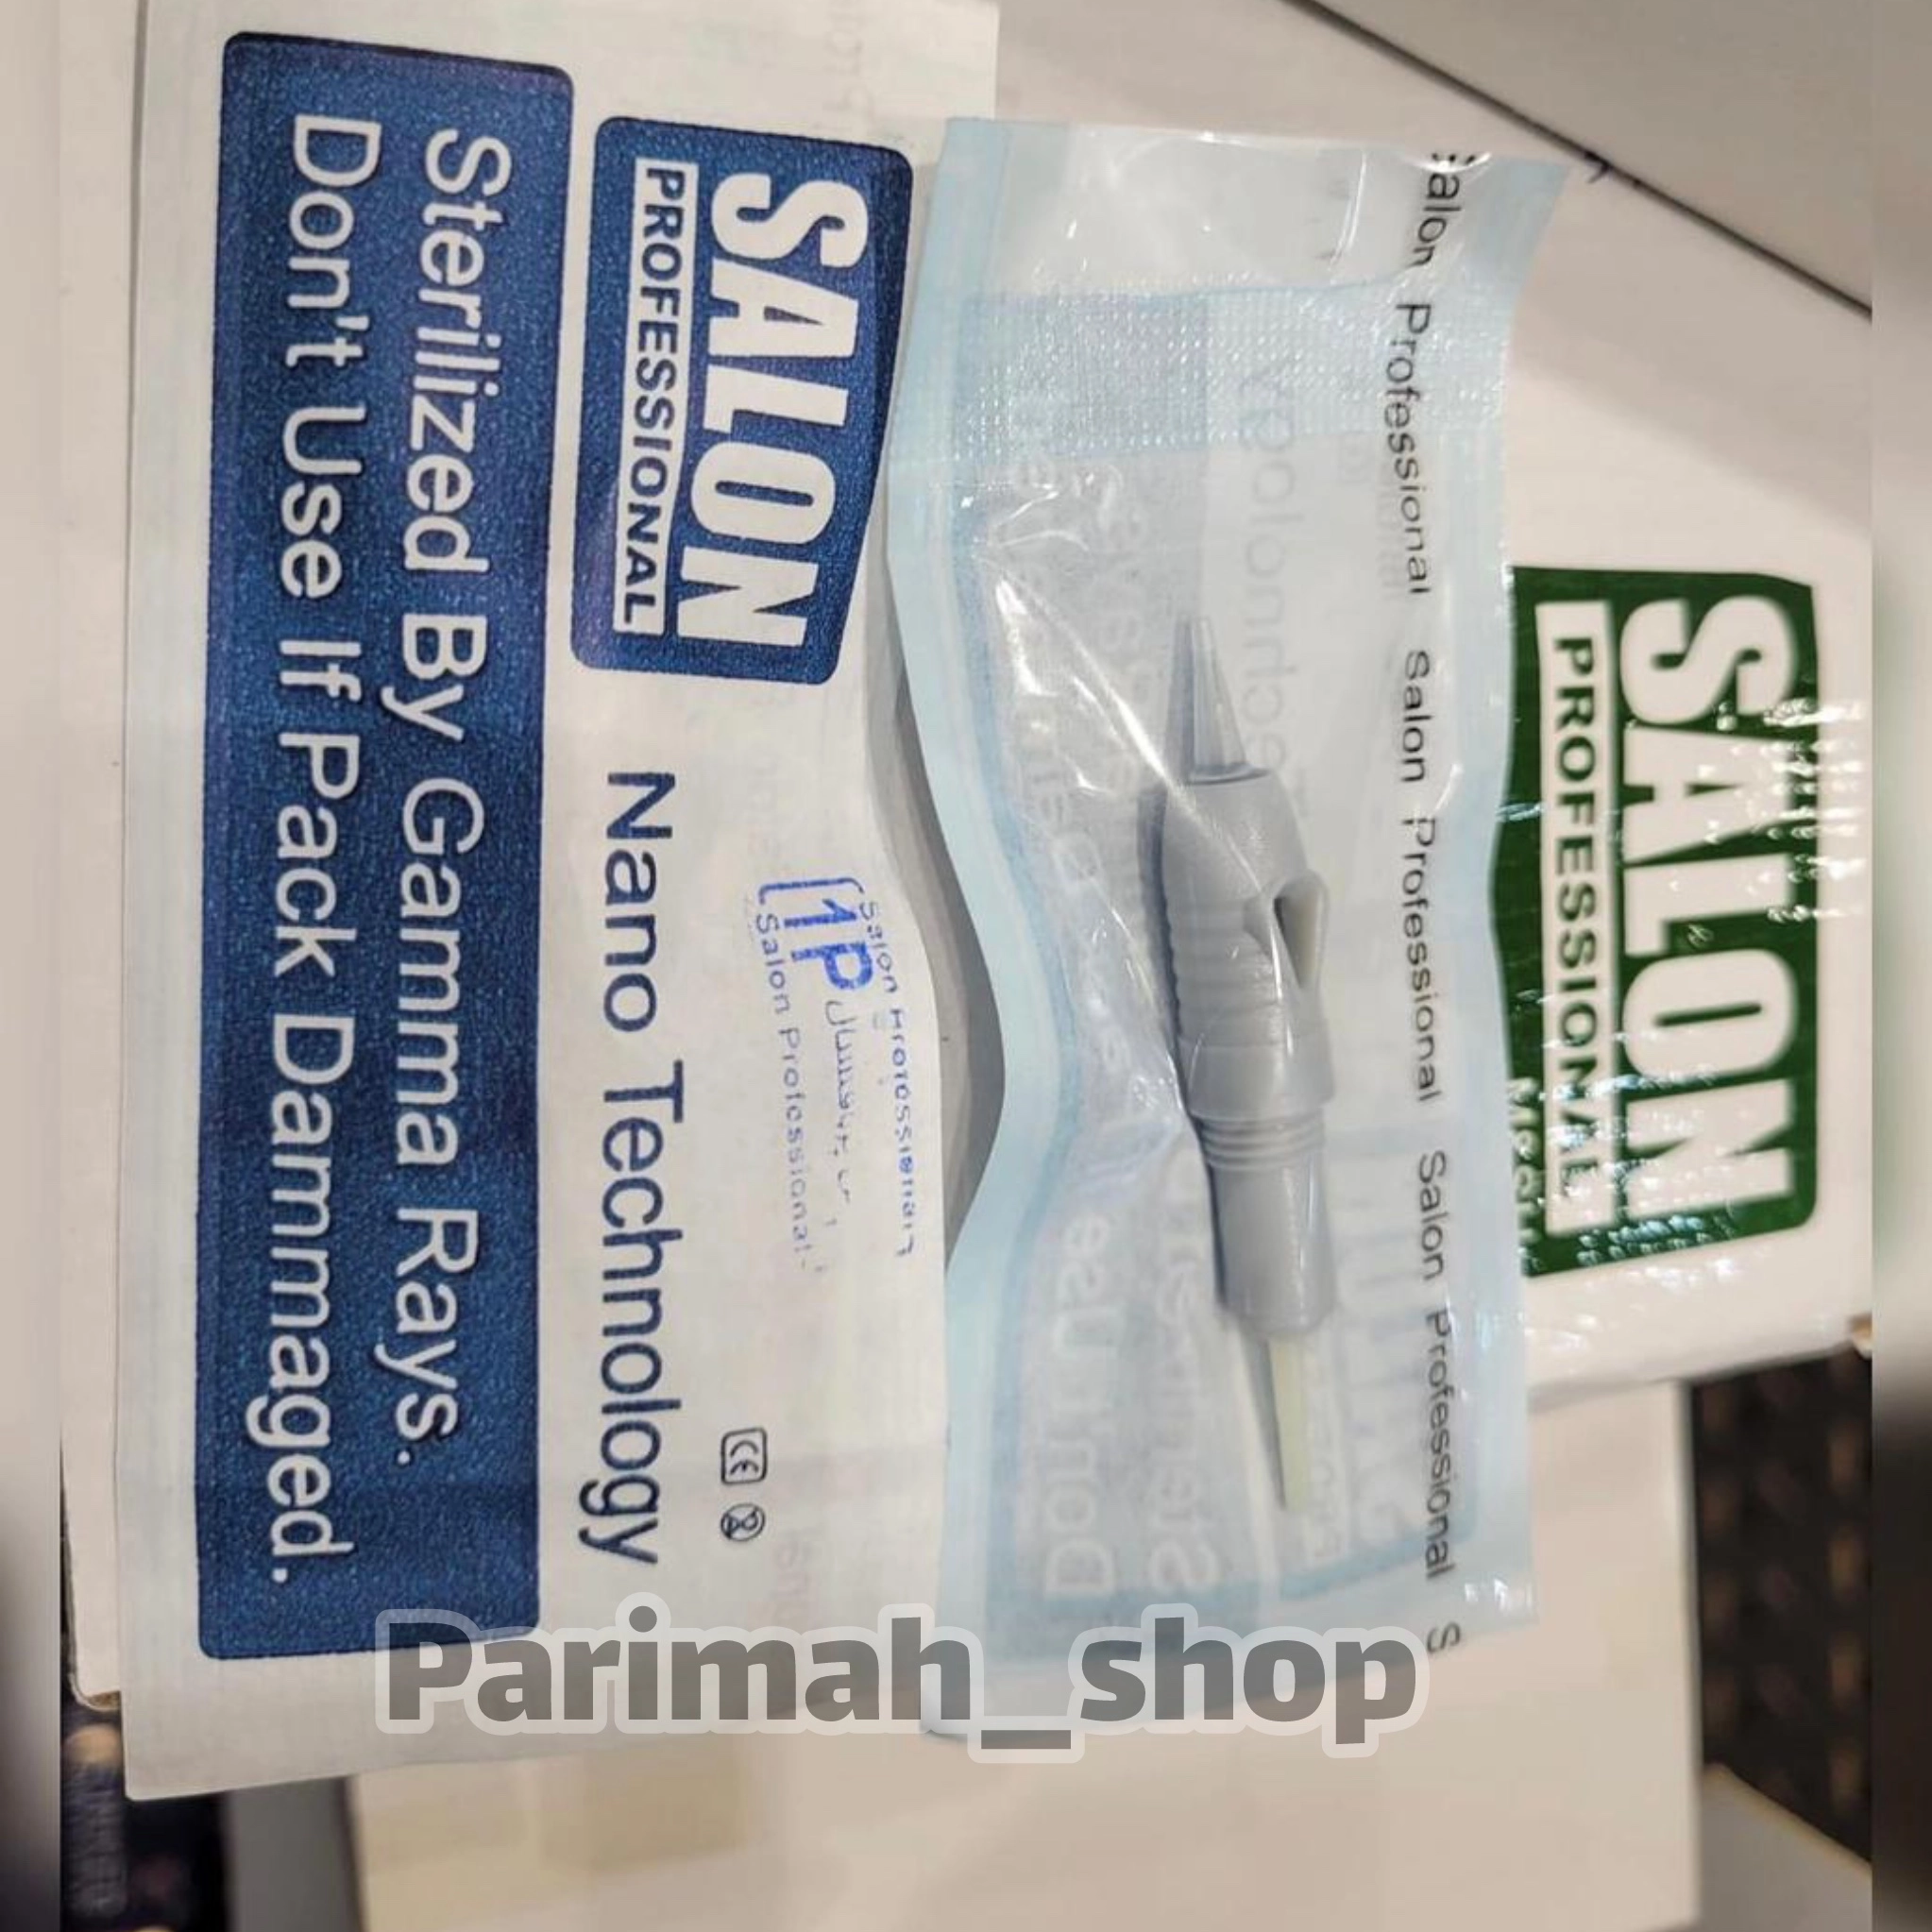 SALON
PROFESSIONAL
Salon Professional Salon Professional Salon Professional
SALON
PROFESSIONAL
1P
Salon Professional
Nano Technology
CE
Sterilized By Gamma Rays.
Don't Use If Pack Dammaged.
Parimah_shop